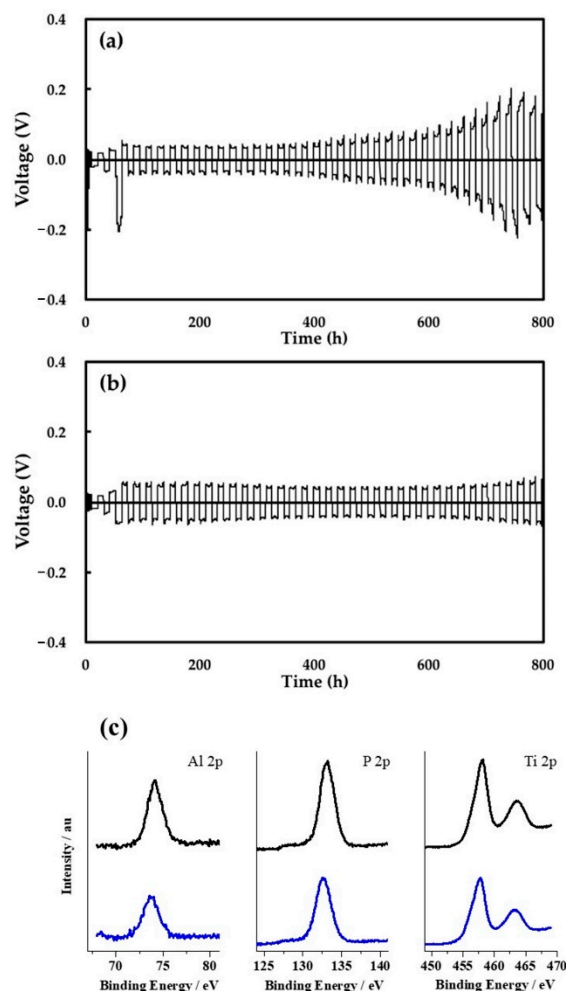 (a)
0.4
0.2
0.0
−0.2
−0.4
Voltage (V)
0 200 400 600 800
Time (h)
(b)
0.4
0.2
0.0
−0.2
−0.4
Voltage (V)
0 200 400 600 800
Time (h)
(c)
Al 2p P 2p Ti 2p
Intensity / au
70 75 80 125 130 135 140 450 455 460 465 470
Binding Energy / eV Binding Energy / eV Binding Energy / eV